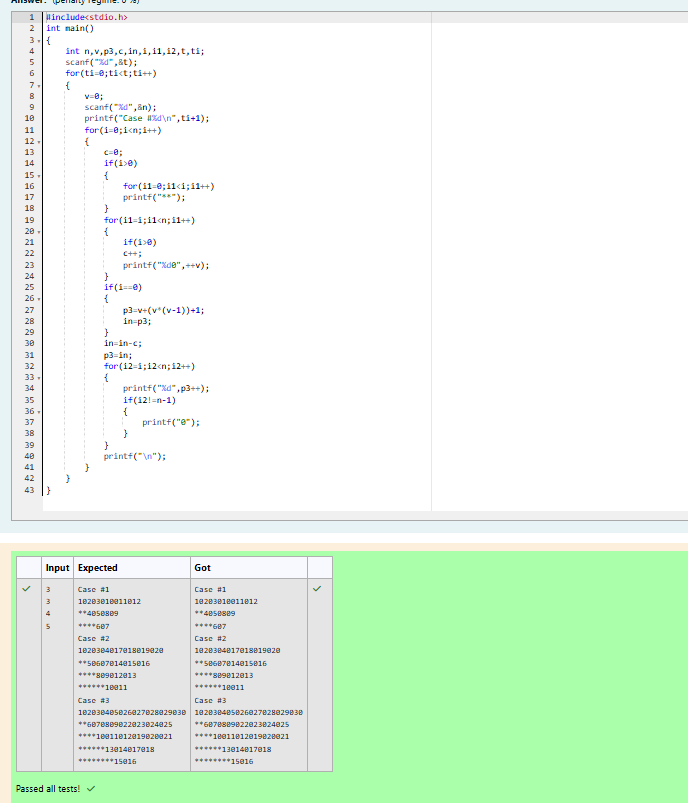 Answer: (penalty regime: 0 %)
1 #include<stdio.h>
2 int main()
3 {
4 int n,v,p3,c,in,i,i1,i2,t,ti;
5 scanf("%d",&t);
6 for(ti=0;ti<t;ti++)
7 {
8 v=0;
9 scanf("%d",&n);
10 printf("Case #%d\n",ti+1);
11 for(i=0;i<n;i++)
12 {
13 c=0;
14 if(i>0)
15 {
16 for(i1=0;i1<i;i1++)
17 printf("**");
18 }
19 for(i1=i;i1<n;i1++)
20 {
21 if(i>0)
22 c++;
23 printf("%d0",++v);
24 }
25 if(i==0)
26 {
27 p3=v+(v*(v-1))+1;
28 in=p3;
29 }
30 in=in-c;
31 p3=in;
32 for(i2=i;i2<n;i2++)
33 {
34 printf("%d",p3++);
35 if(i2!=n-1)
36 {
37 printf("0");
38 }
39 }
40 printf("\n");
41 }
42 }
43 }
Input Expected Got
3 Case #1 Case #1
3 10203010011012 10203010011012
4 **4050809 **4050809
5 ****607 ****607
Case #2 Case #2
1020304017018019020 1020304017018019020
**50607014015016 **50607014015016
****809012013 ****809012013
******10011 ******10011
Case #3 Case #3
102030405026027028029030 102030405026027028029030
**6070809022023024025 **6070809022023024025
****10011012019020021 ****10011012019020021
******13014017018 ******13014017018
********15016 ********15016
Passed all tests!